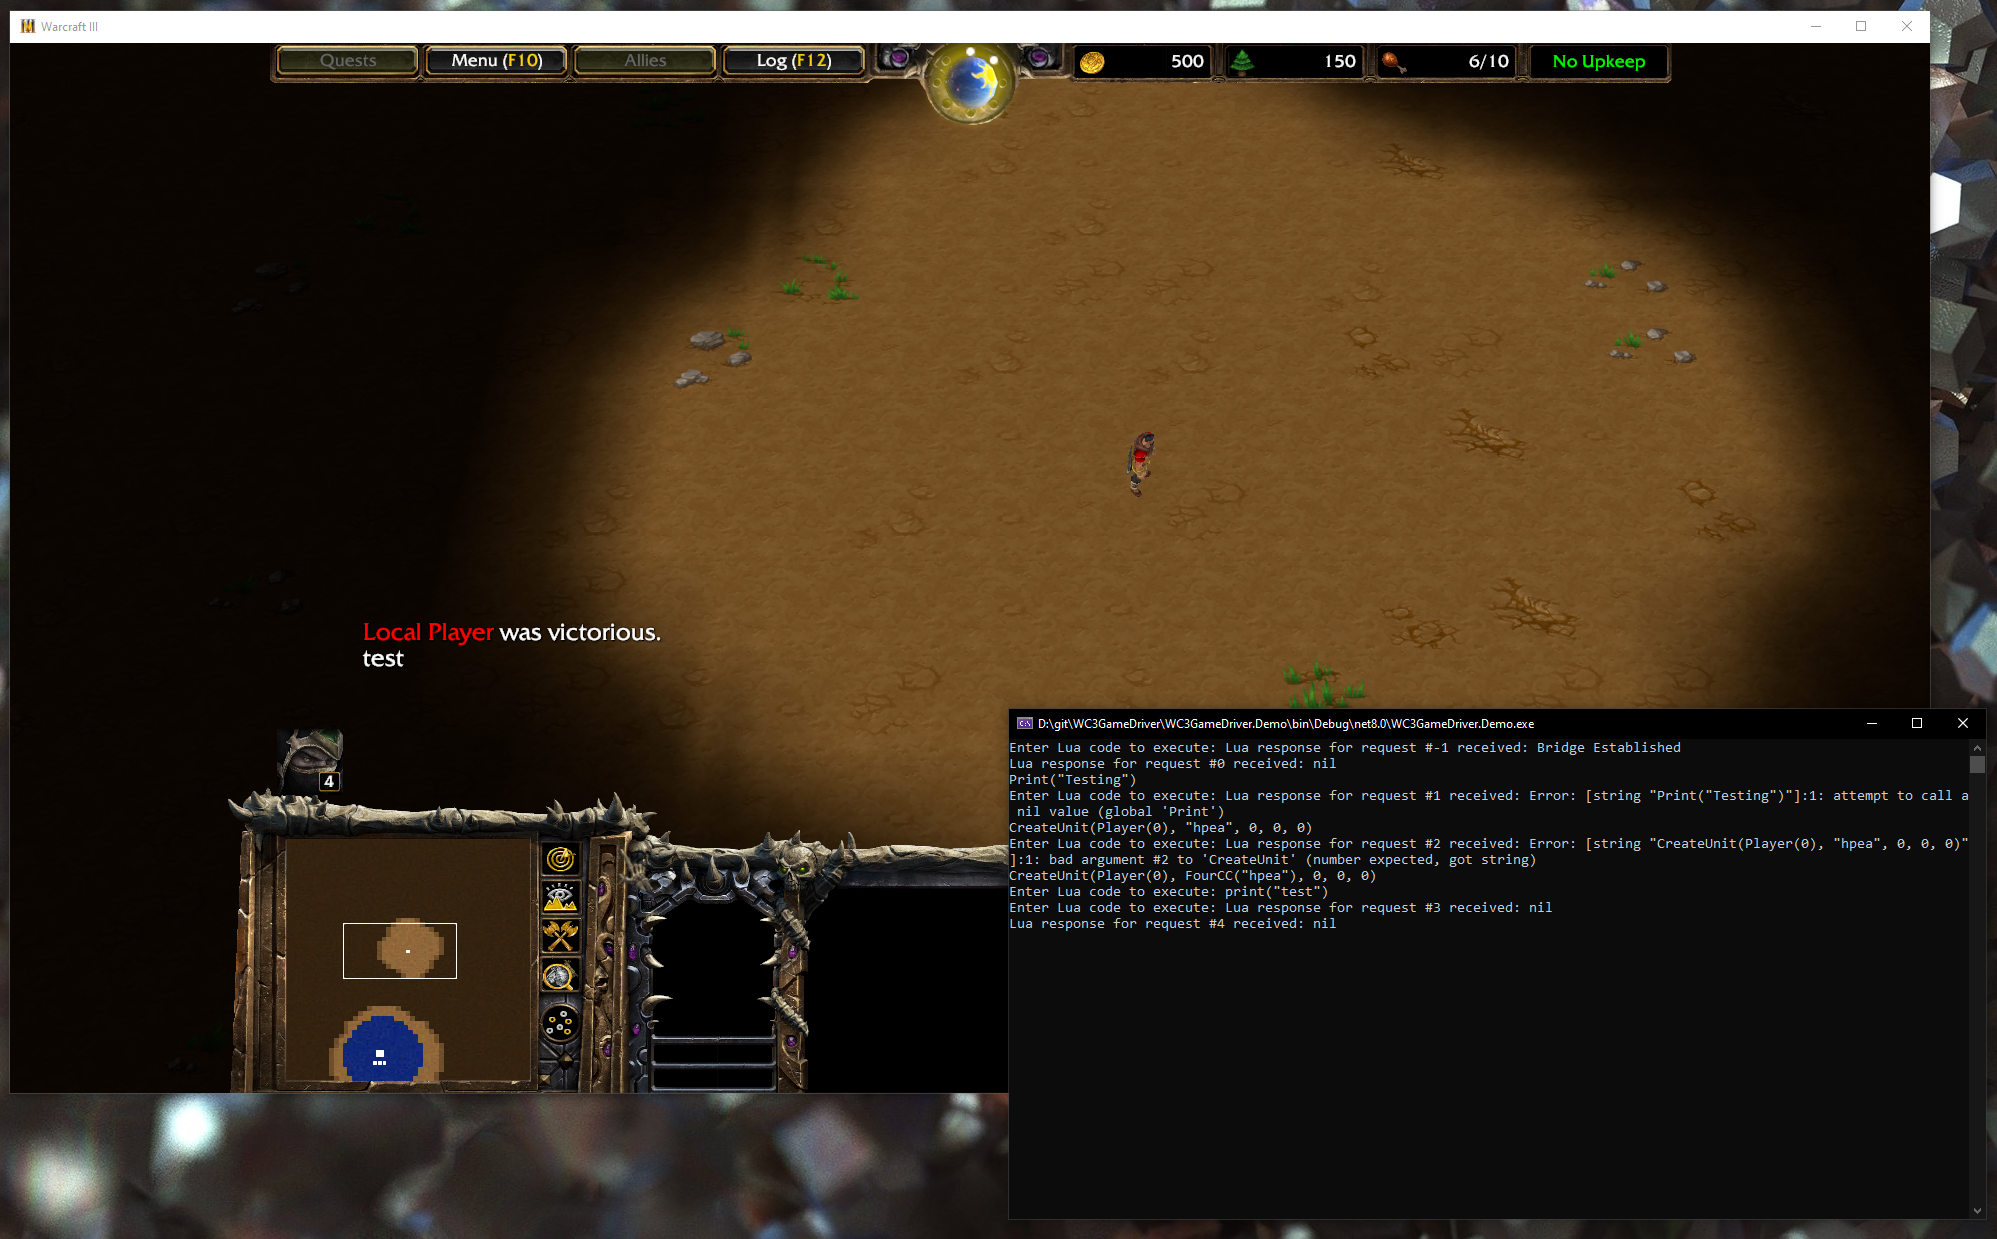 Warcraft III
Quests
Menu (F10)
Allies
Log (F12)
500
150
6/10
No Upkeep
Local Player was victorious.
test
4
D:\git\WC3GameDriver\WC3GameDriver.Demo\bin\Debug\net8.0\WC3GameDriver.Demo.exe
Enter Lua code to execute: Lua response for request #-1 received: Bridge Established
Lua response for request #0 received: nil
Print("Testing")
Enter Lua code to execute: Lua response for request #1 received: Error: [string "Print("Testing")"]:1: attempt to call a
 nil value (global 'Print')
CreateUnit(Player(0), "hpea", 0, 0, 0)
Enter Lua code to execute: Lua response for request #2 received: Error: [string "CreateUnit(Player(0), "hpea", 0, 0, 0)"
]:1: bad argument #2 to 'CreateUnit' (number expected, got string)
CreateUnit(Player(0), FourCC("hpea"), 0, 0, 0)
Enter Lua code to execute: print("test")
Enter Lua code to execute: Lua response for request #3 received: nil
Lua response for request #4 received: nil